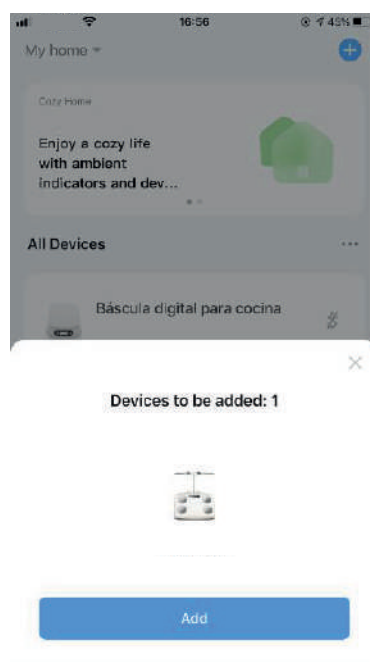 16:56
45%
My home
Cozy Home
Enjoy a cozy life
with ambient
indicators and dev...
All Devices
...
Báscula digital para cocina
Devices to be added: 1
Add